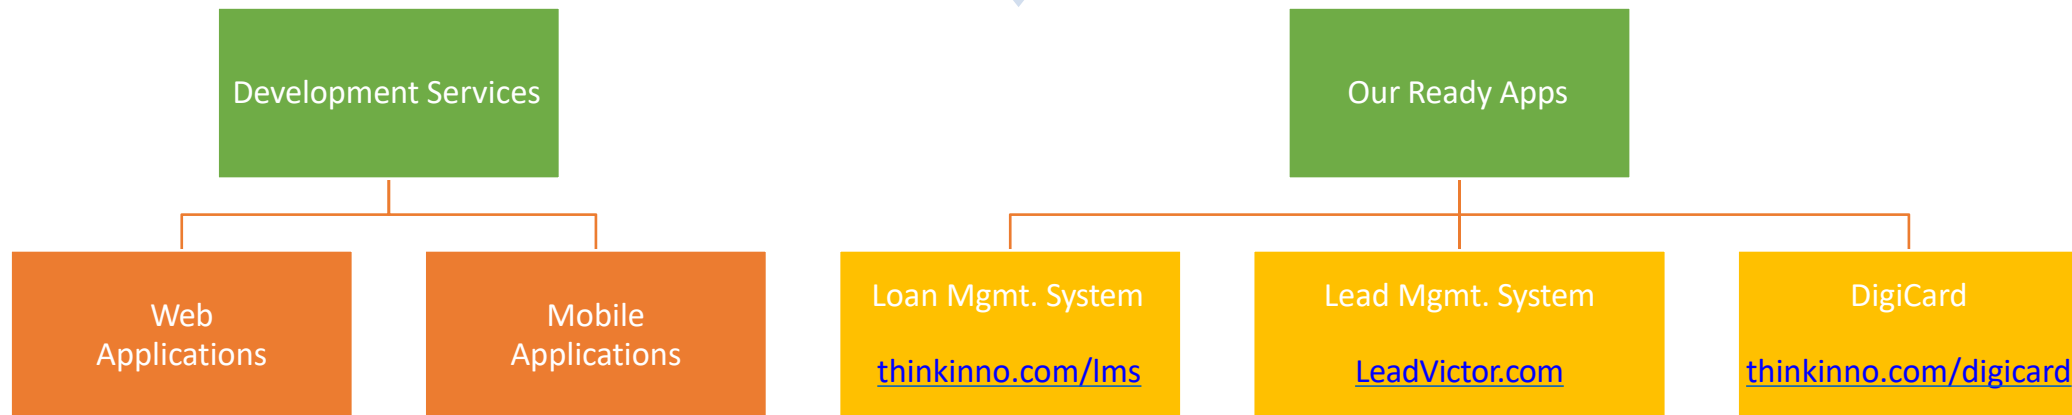 Development Services
Our Ready Apps
Web
Applications
Mobile
Applications
Loan Mgmt. System
thinkinno.com/lms
Lead Mgmt. System
LeadVictor.com
DigiCard
thinkinno.com/digicard